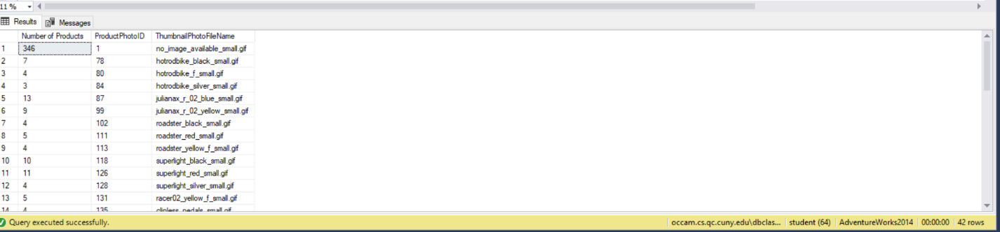 11 %
Results Messages
Number of Products ProductPhotoID ThumbnailPhotoFileName
1 346 1 no_image_available_small.gif
2 7 78 hotrodbike_black_small.gif
3 4 80 hotrodbike_f_small.gif
4 3 84 hotrodbike_silver_small.gif
5 13 87 julianax_r_02_blue_small.gif
6 9 99 julianax_r_02_yellow_small.gif
7 4 102 roadster_black_small.gif
8 5 111 roadster_red_small.gif
9 4 113 roadster_yellow_f_small.gif
10 10 118 superlight_black_small.gif
11 11 126 superlight_red_small.gif
12 4 128 superlight_silver_small.gif
13 5 131 racer02_yellow_f_small.gif
14 4 135 clipless_pedals_small.gif
Query executed successfully. occam.cs.qc.cuny.edu\dbclas... student (64) AdventureWorks2014 00:00:00 42 rows